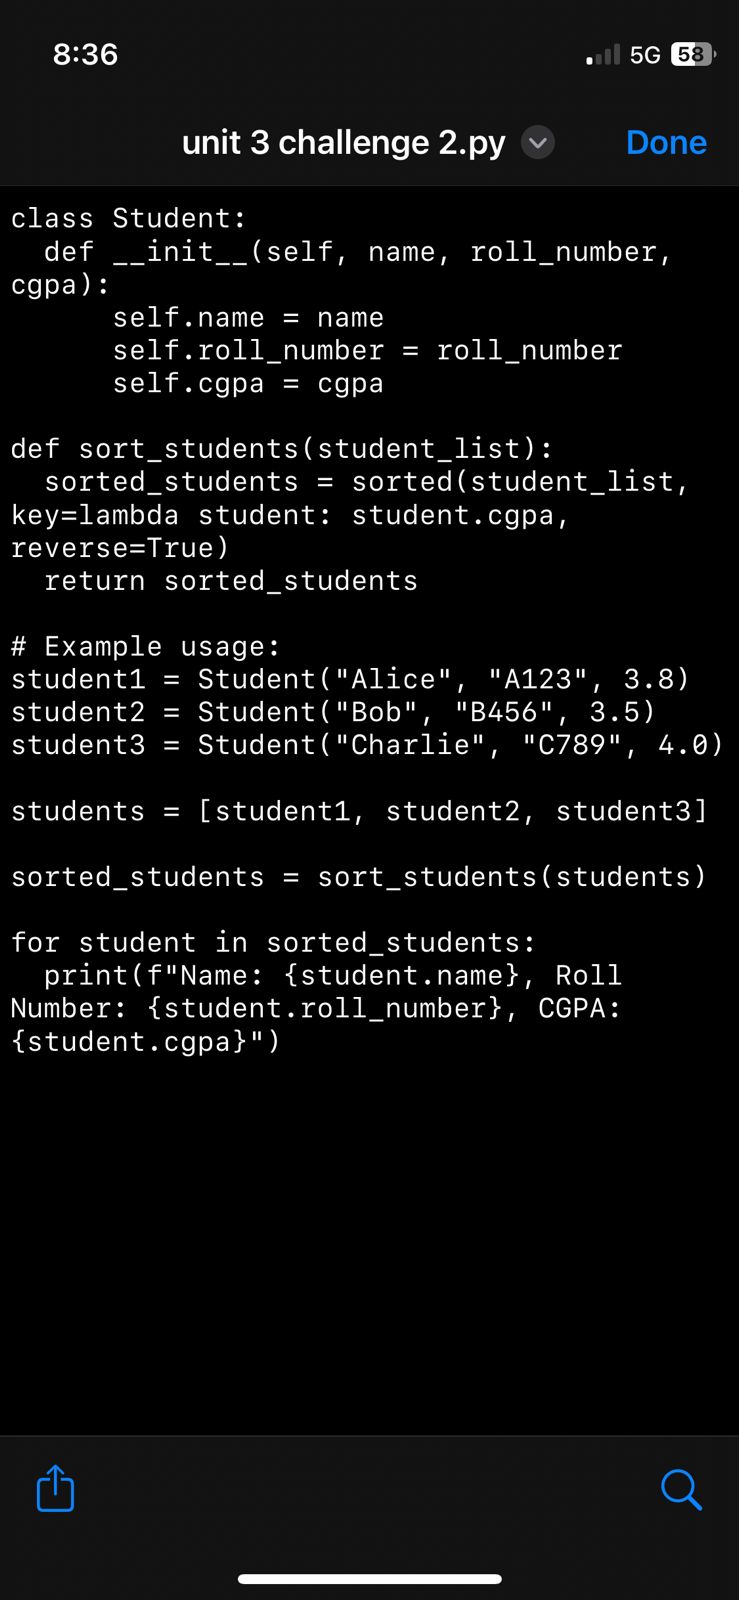 8:36
5G
58
unit 3 challenge 2.py
Done
class Student:
  def __init__(self, name, roll_number,
cgpa):
      self.name = name
      self.roll_number = roll_number
      self.cgpa = cgpa

def sort_students(student_list):
  sorted_students = sorted(student_list,
key=lambda student: student.cgpa,
reverse=True)
  return sorted_students

# Example usage:
student1 = Student("Alice", "A123", 3.8)
student2 = Student("Bob", "B456", 3.5)
student3 = Student("Charlie", "C789", 4.0)

students = [student1, student2, student3]

sorted_students = sort_students(students)

for student in sorted_students:
  print(f"Name: {student.name}, Roll
Number: {student.roll_number}, CGPA:
{student.cgpa}")